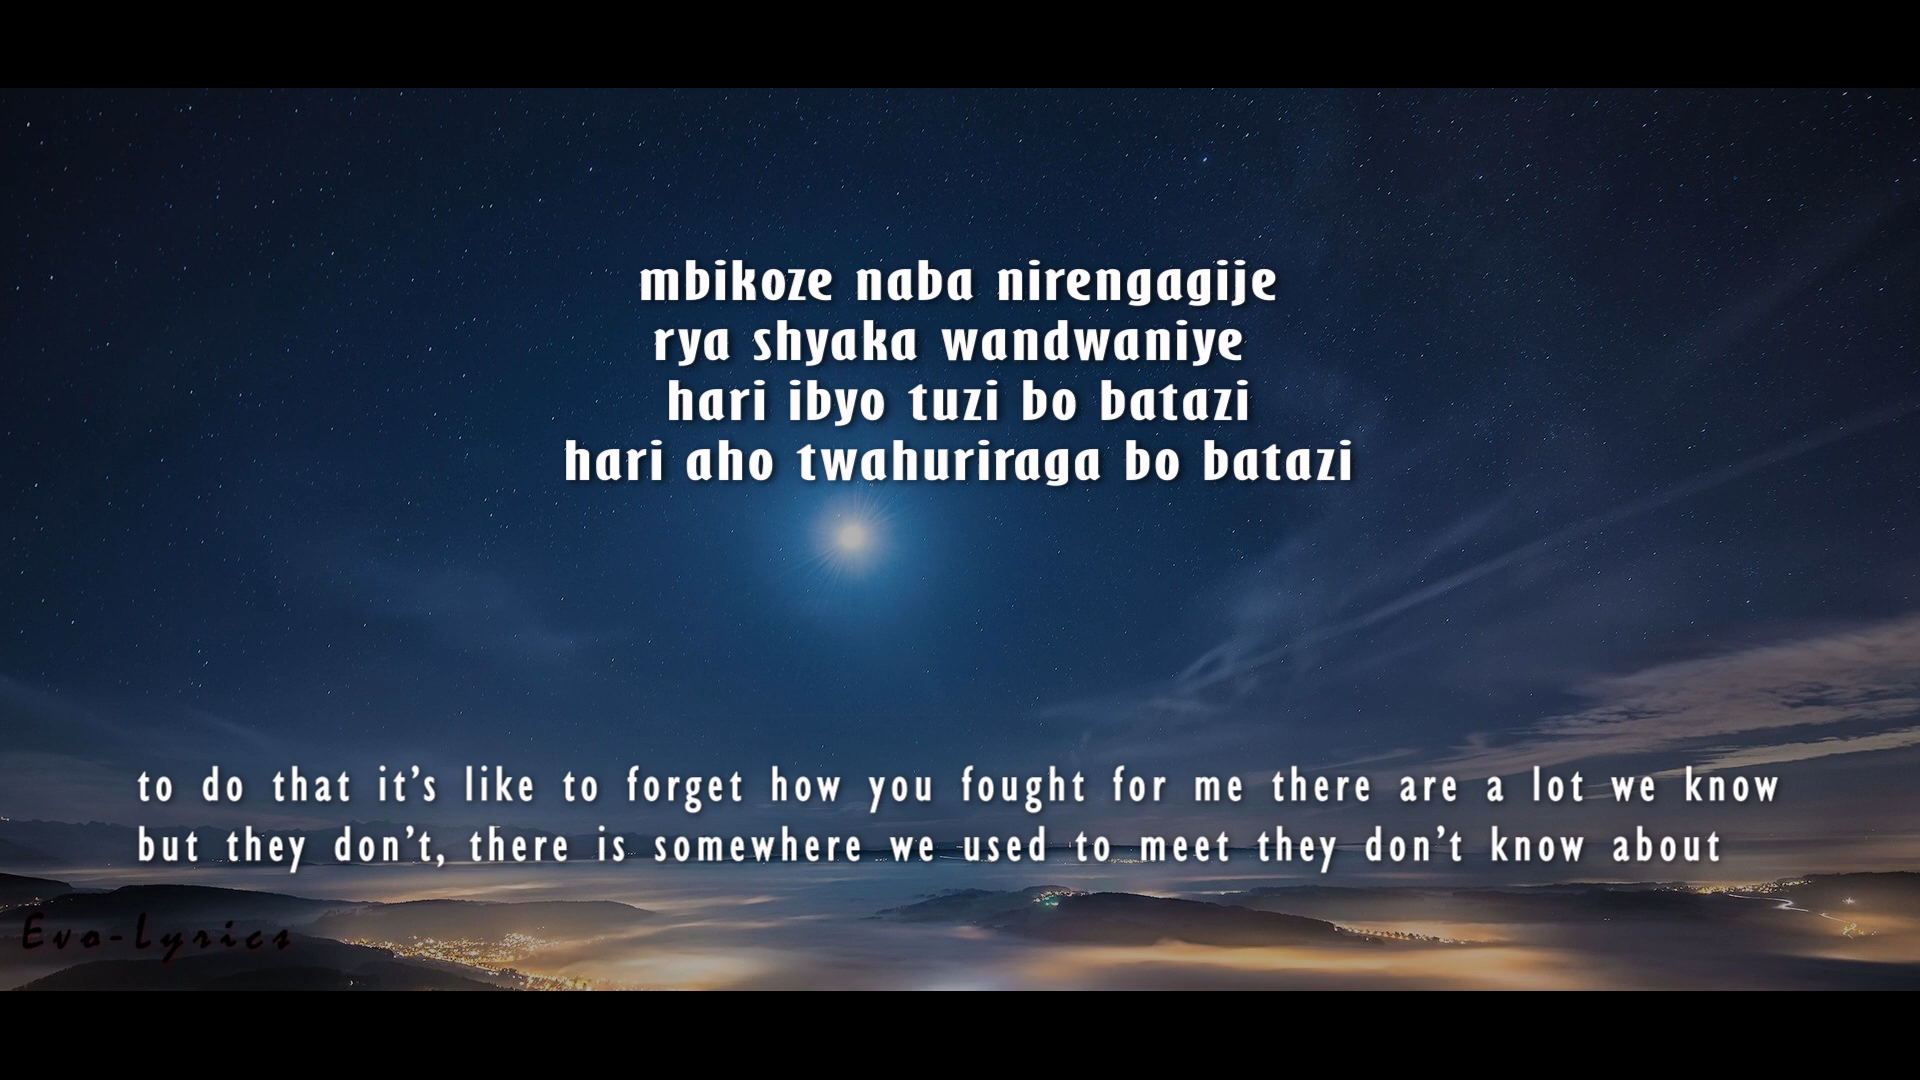 mbikoze naba nirengagije
rya shyaka wandwaniye
hari ibyo tuzi bo batazi
hari aho twahuriraga bo batazi
to do that it's like to forget how you fought for me there are a lot we know
but they don't, there is somewhere we used to meet they don't know about
Evo-Lyrics